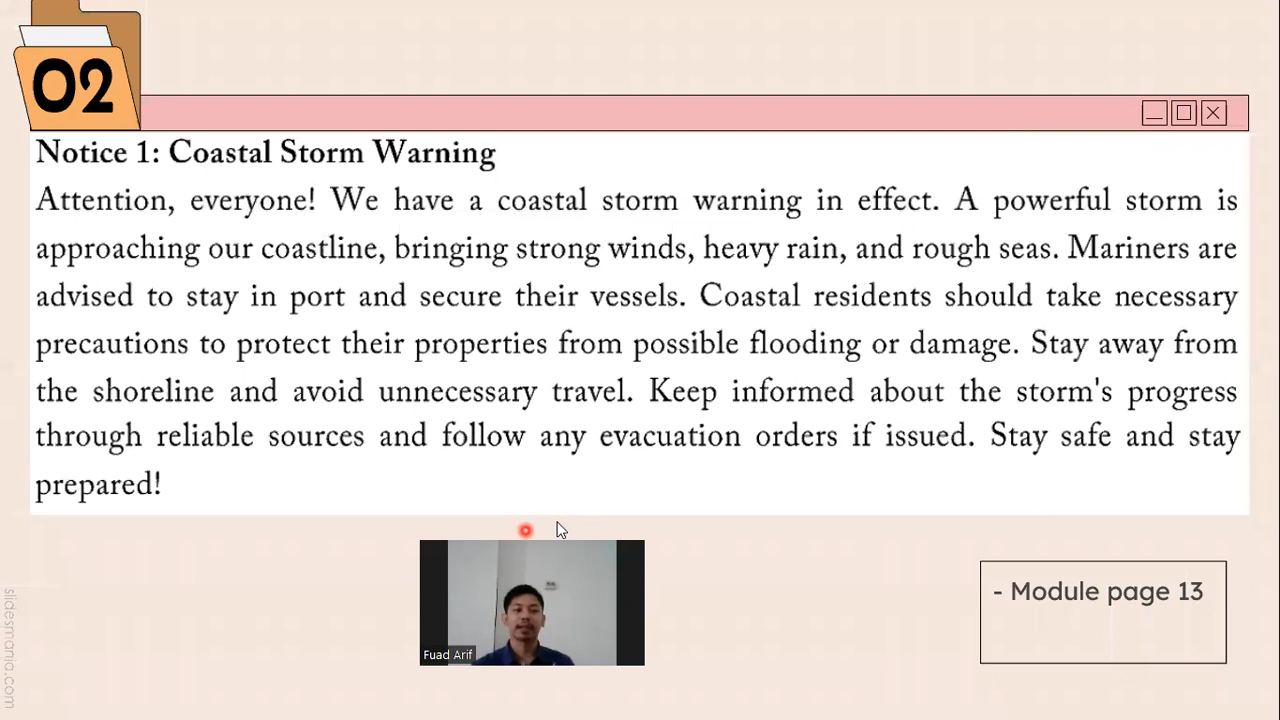 02
Notice 1: Coastal Storm Warning
Attention, everyone! We have a coastal storm warning in effect. A powerful storm is
approaching our coastline, bringing strong winds, heavy rain, and rough seas. Mariners are
advised to stay in port and secure their vessels. Coastal residents should take necessary
precautions to protect their properties from possible flooding or damage. Stay away from
the shoreline and avoid unnecessary travel. Keep informed about the storm's progress
through reliable sources and follow any evacuation orders if issued. Stay safe and stay
prepared!
- Module page 13
Fuad Arif
slidesmania.com